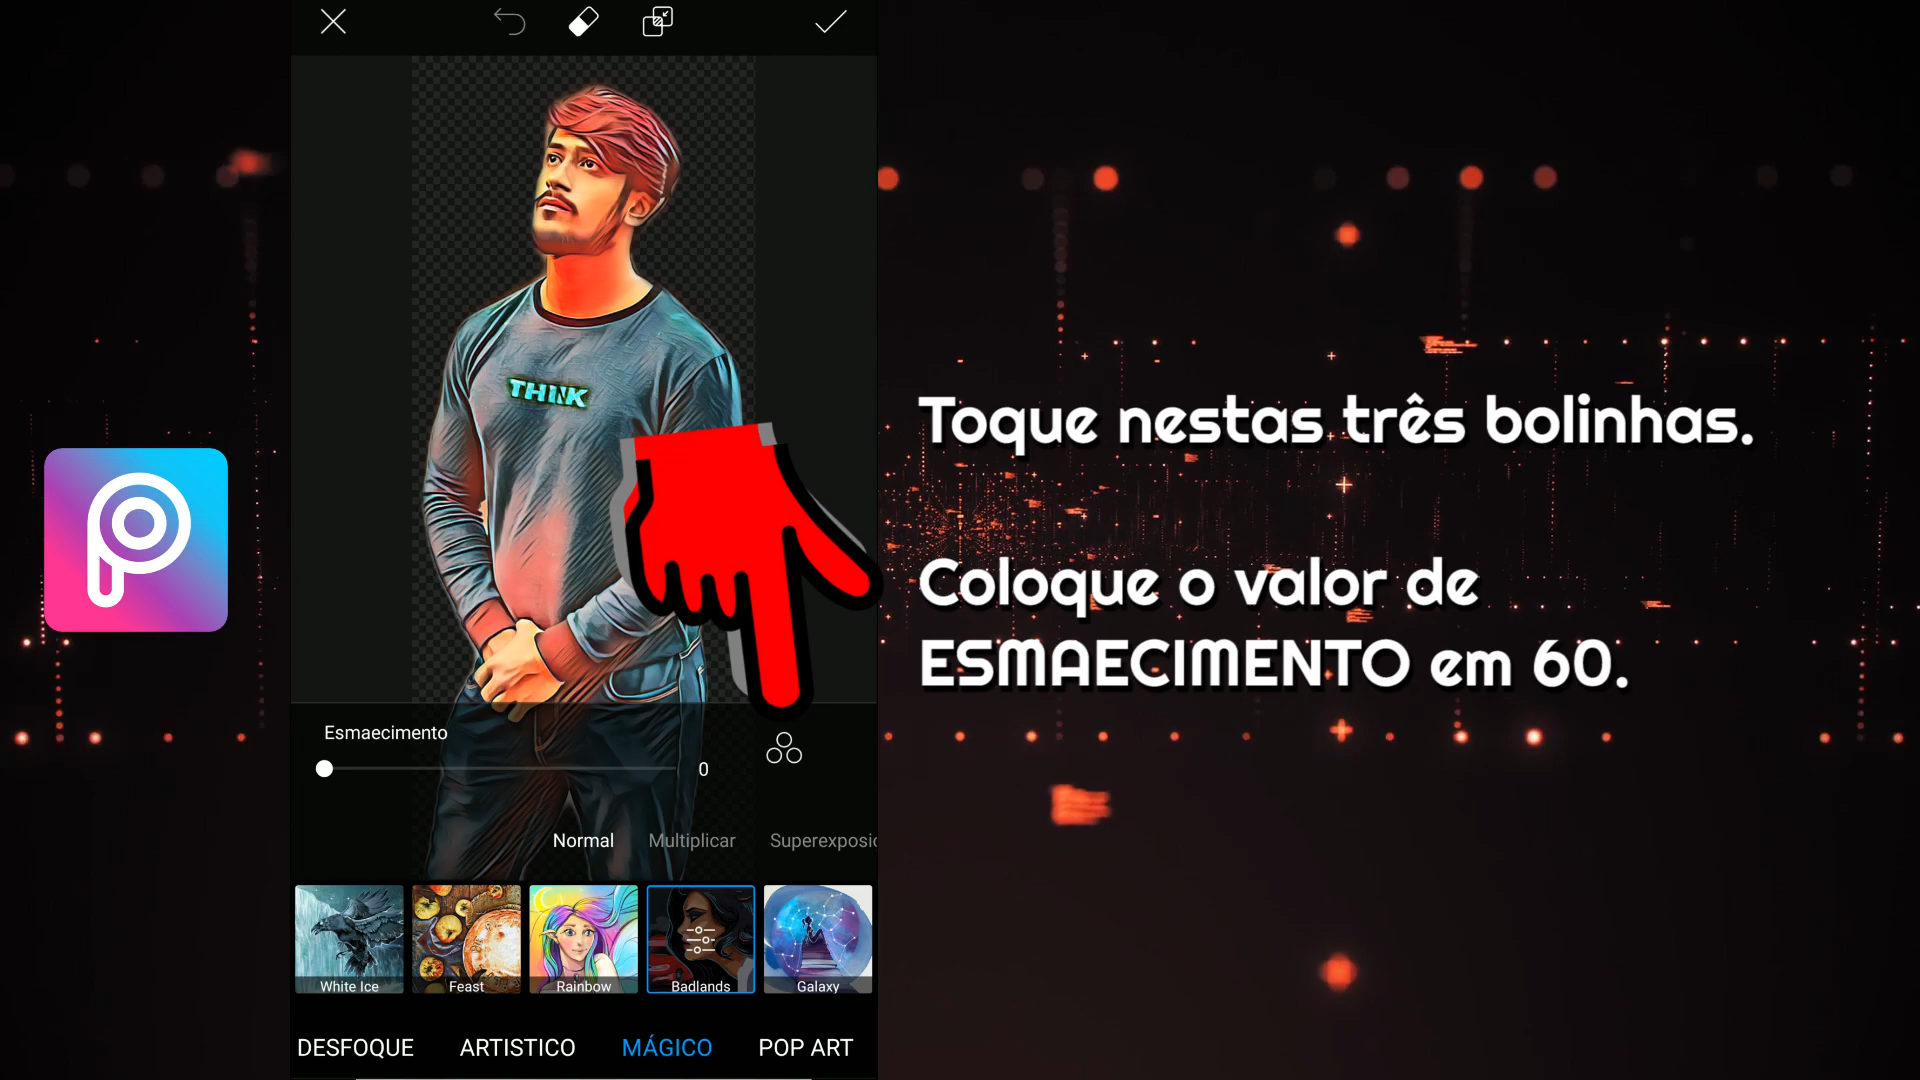 THINK
Esmaecimento
0
Normal Multiplicar Superexposic
White Ice Feast Rainbow Badlands Galaxy
DESFOQUE ARTISTICO MÁGICO POP ART
Toque nestas três bolinhas.
Coloque o valor de
ESMAECIMENTO em 60.